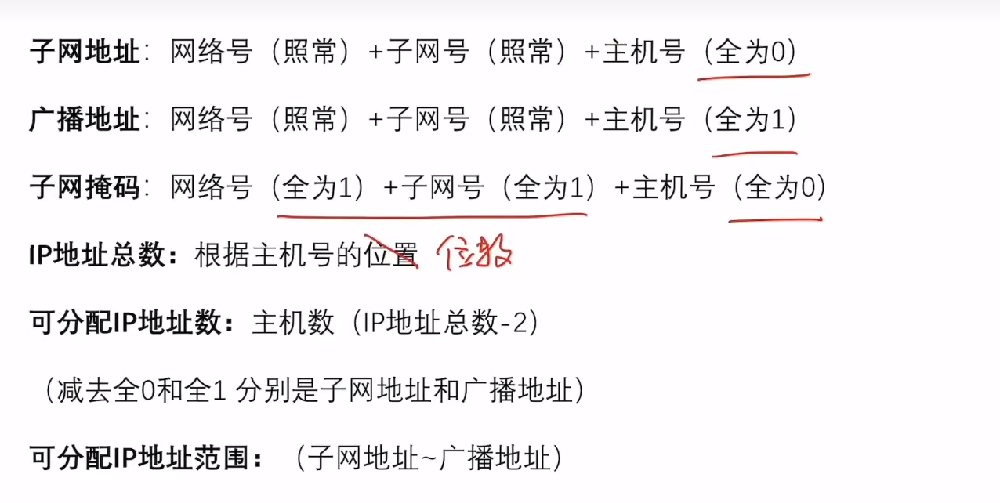 子网地址：网络号（照常）+子网号（照常）+主机号（全为0）
广播地址：网络号（照常）+子网号（照常）+主机号（全为1）
子网掩码：网络号（全为1）+子网号（全为1）+主机号（全为0）
IP地址总数：根据主机号的位置 位数
可分配IP地址数：主机数（IP地址总数-2）
（减去全0和全1 分别是子网地址和广播地址）
可分配IP地址范围：（子网地址~广播地址）